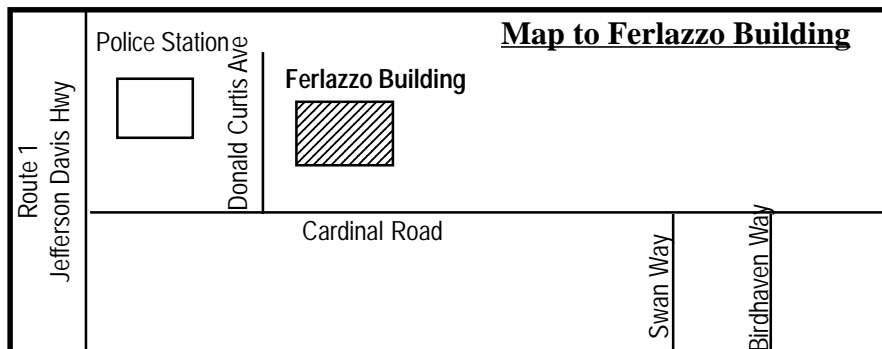 Map to Ferlazzo Building
Police Station
Ferlazzo Building
Donald Curtis Ave
Route 1
Jefferson Davis Hwy
Cardinal Road
Swan Way
Birdhaven Way